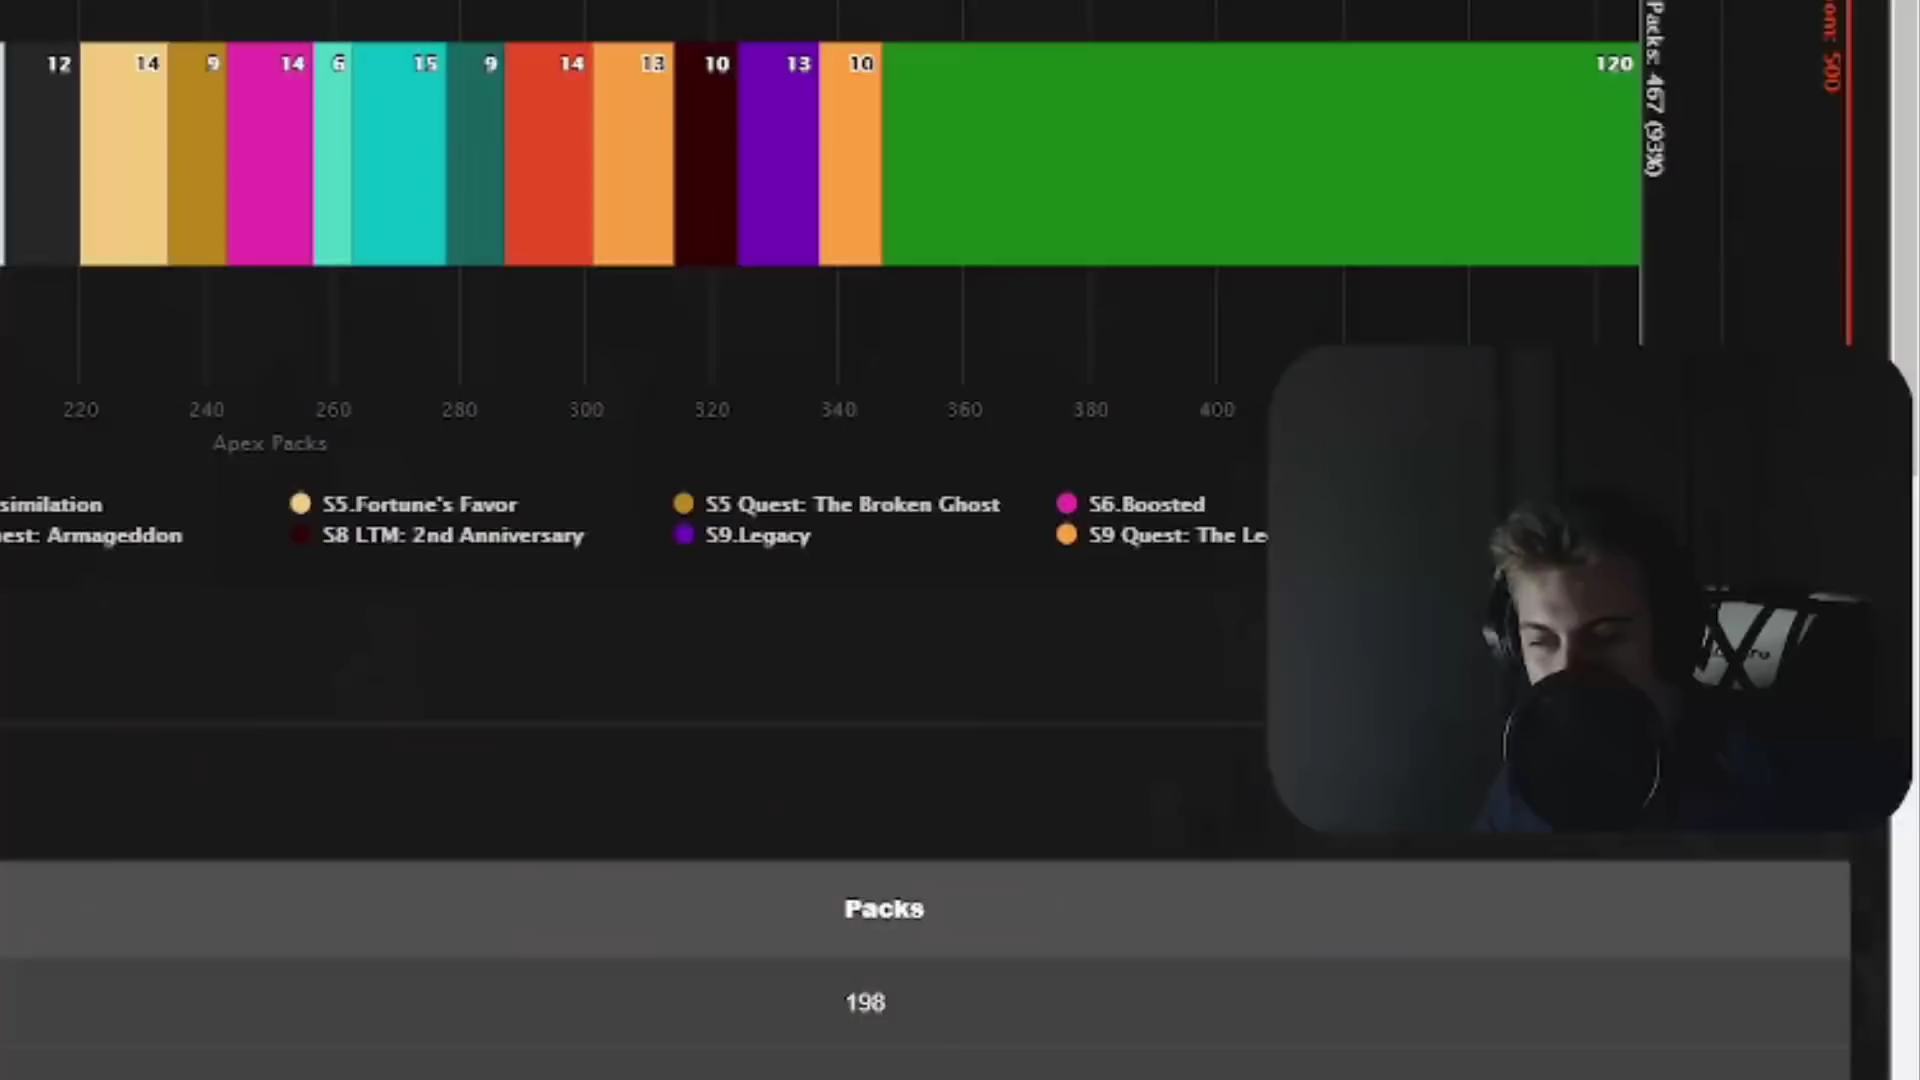 12 14 9 14 6 15 9 14 13 10 13 10 120
Packs: 467 (93%)
500
220 240 260 280 300 320 340 360 380 400
Apex Packs
similation S5.Fortune's Favor S5 Quest: The Broken Ghost S6.Boosted
est: Armageddon S8 LTM: 2nd Anniversary S9.Legacy S9 Quest: The Le
Packs
198